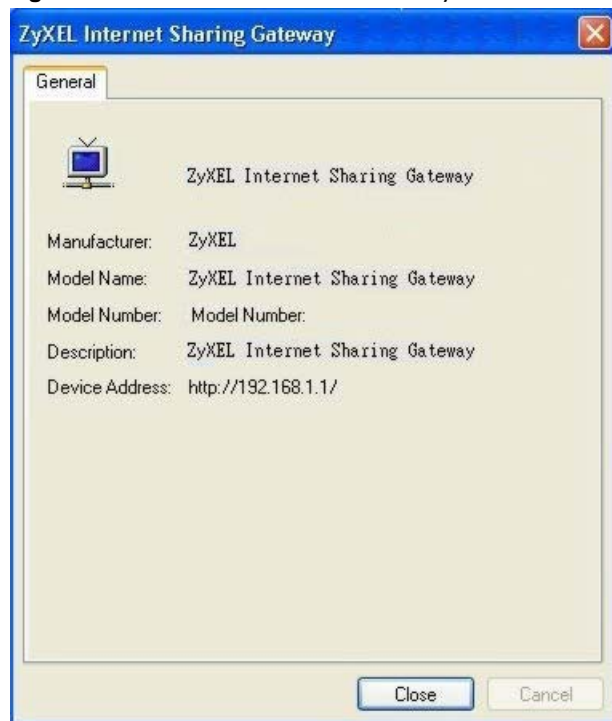 ZyXEL Internet Sharing Gateway
General
ZyXEL Internet Sharing Gateway
Manufacturer: ZyXEL
Model Name: ZyXEL Internet Sharing Gateway
Model Number: Model Number:
Description: ZyXEL Internet Sharing Gateway
Device Address: http://192.168.1.1/
Close Cancel